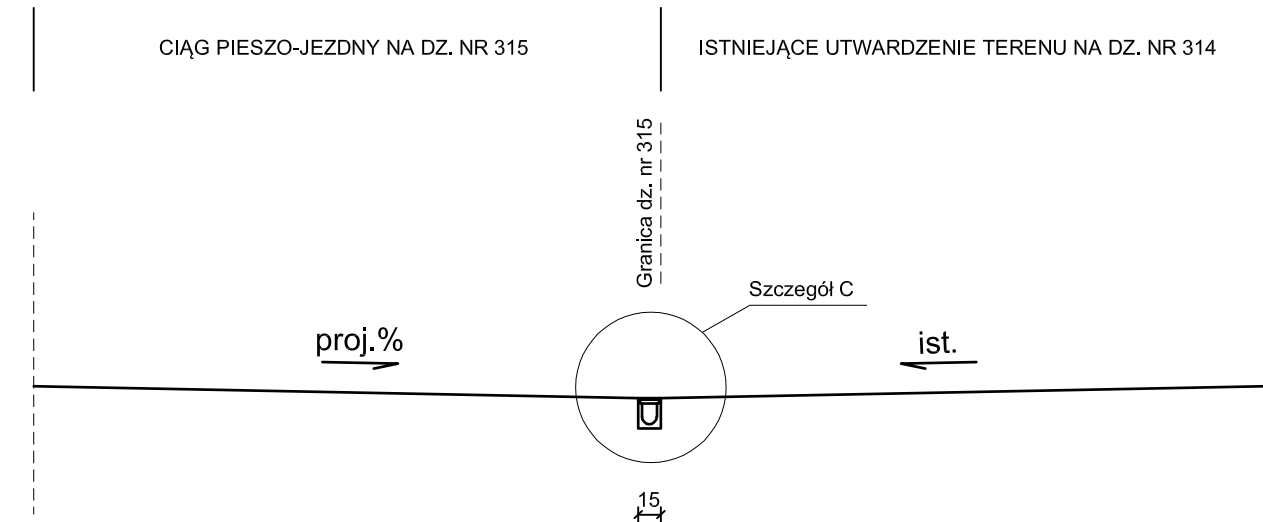 CIĄG PIESZO-JEZDNY NA DZ. NR 315
ISTNIEJĄCE UTWARDZENIE TERENU NA DZ. NR 314
Granica dz. nr 315
Szczegół C
proj.%
ist.
15